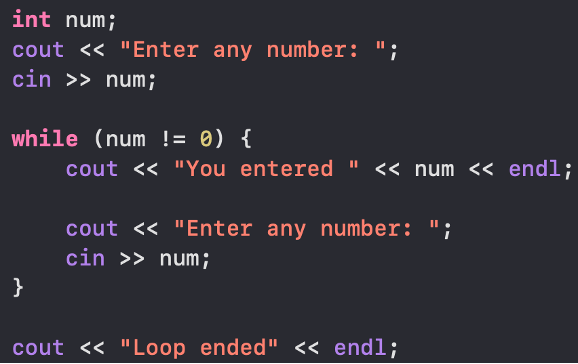 int num;
cout << "Enter any number: ";
cin >> num;
while (num != 0) {
cout << "You entered " << num << endl;
cout << "Enter any number: ";
cin >> num;
}
cout << "Loop ended" << endl;